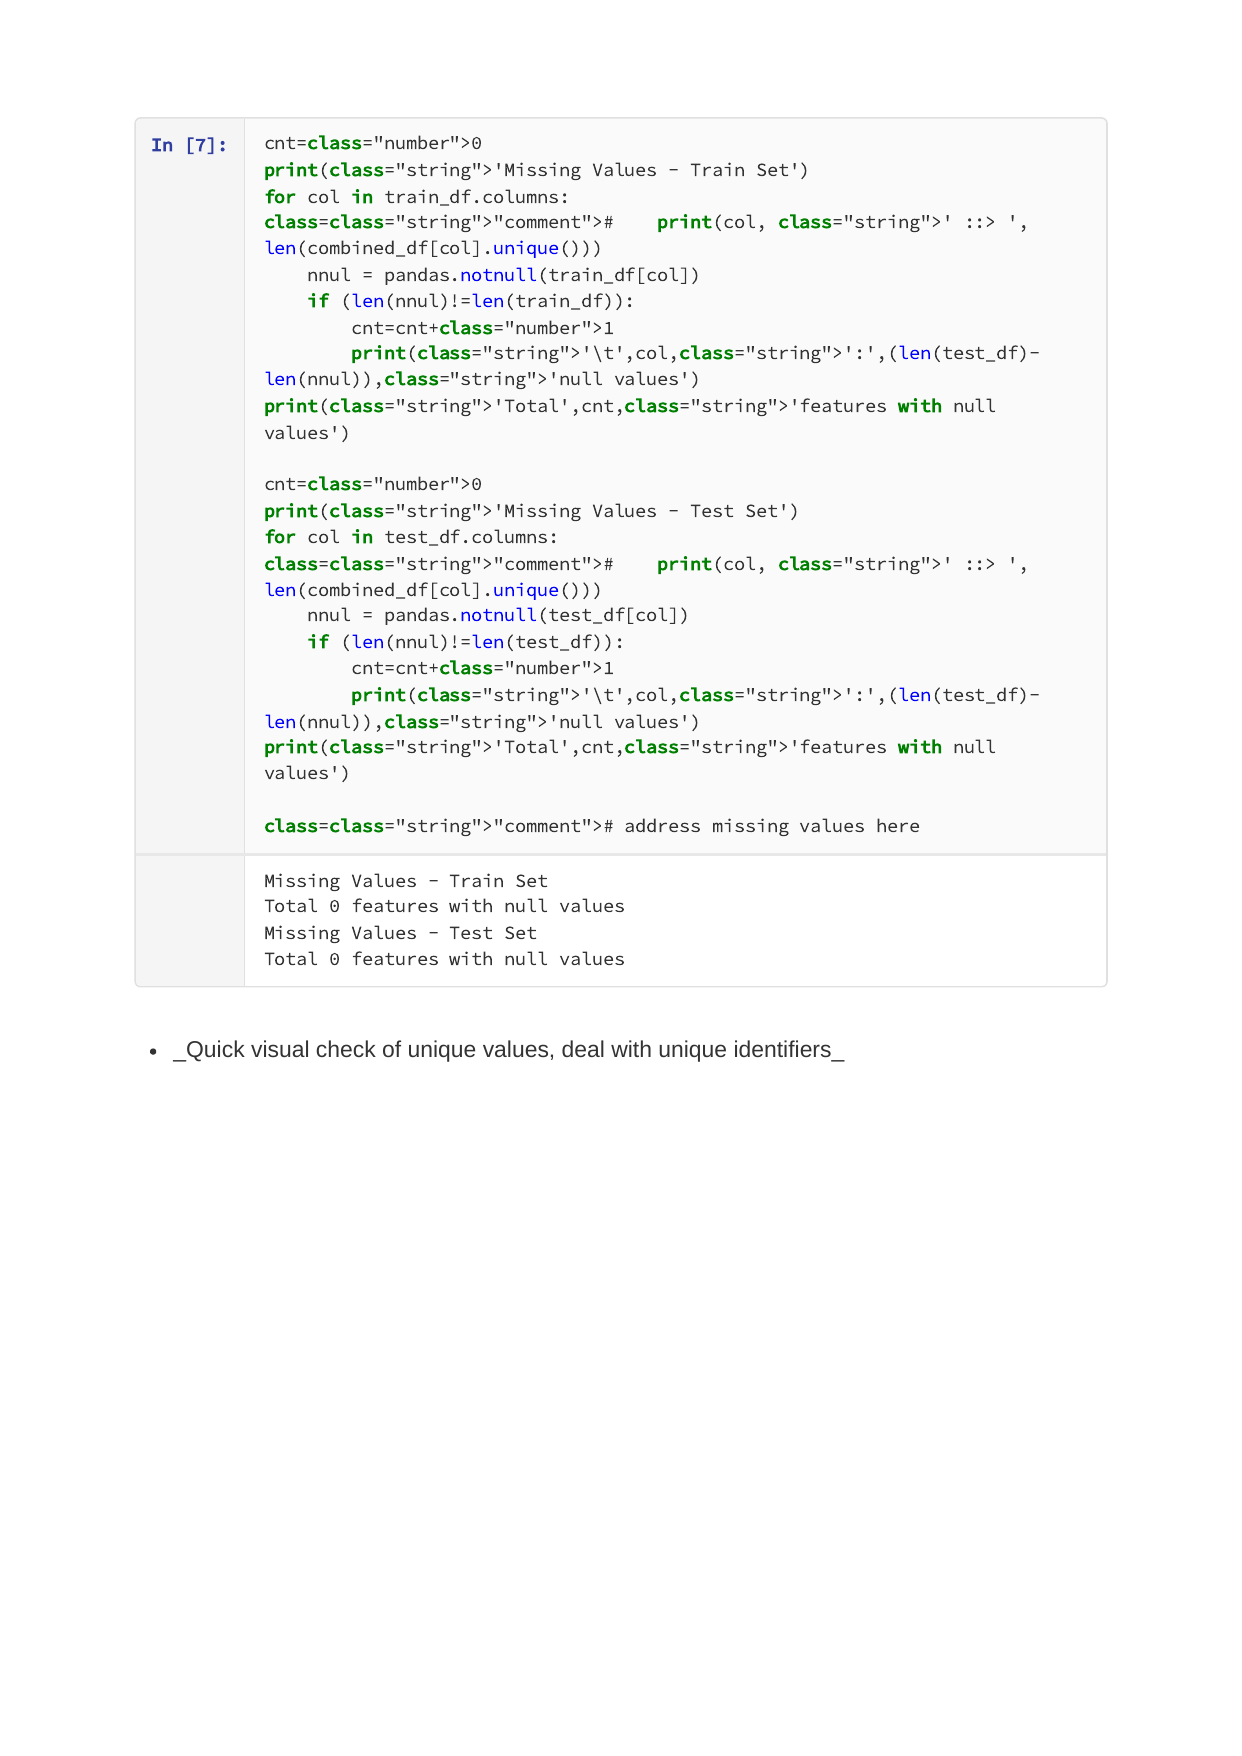 In [7]:
cnt=class="number">0
print(class="string">'Missing Values - Train Set')
for col in train_df.columns:
class=class="string">"comment">#    print(col, class="string">' ::> ',
len(combined_df[col].unique()))
    nnul = pandas.notnull(train_df[col])
    if (len(nnul)!=len(train_df)):
        cnt=cnt+class="number">1
        print(class="string">'\t',col,class="string">':',(len(test_df)-
len(nnul)),class="string">'null values')
print(class="string">'Total',cnt,class="string">'features with null
values')

cnt=class="number">0
print(class="string">'Missing Values - Test Set')
for col in test_df.columns:
class=class="string">"comment">#    print(col, class="string">' ::> ',
len(combined_df[col].unique()))
    nnul = pandas.notnull(test_df[col])
    if (len(nnul)!=len(test_df)):
        cnt=cnt+class="number">1
        print(class="string">'\t',col,class="string">':',(len(test_df)-
len(nnul)),class="string">'null values')
print(class="string">'Total',cnt,class="string">'features with null
values')

class=class="string">"comment"># address missing values here
Missing Values - Train Set
Total 0 features with null values
Missing Values - Test Set
Total 0 features with null values
• _Quick visual check of unique values, deal with unique identifiers_